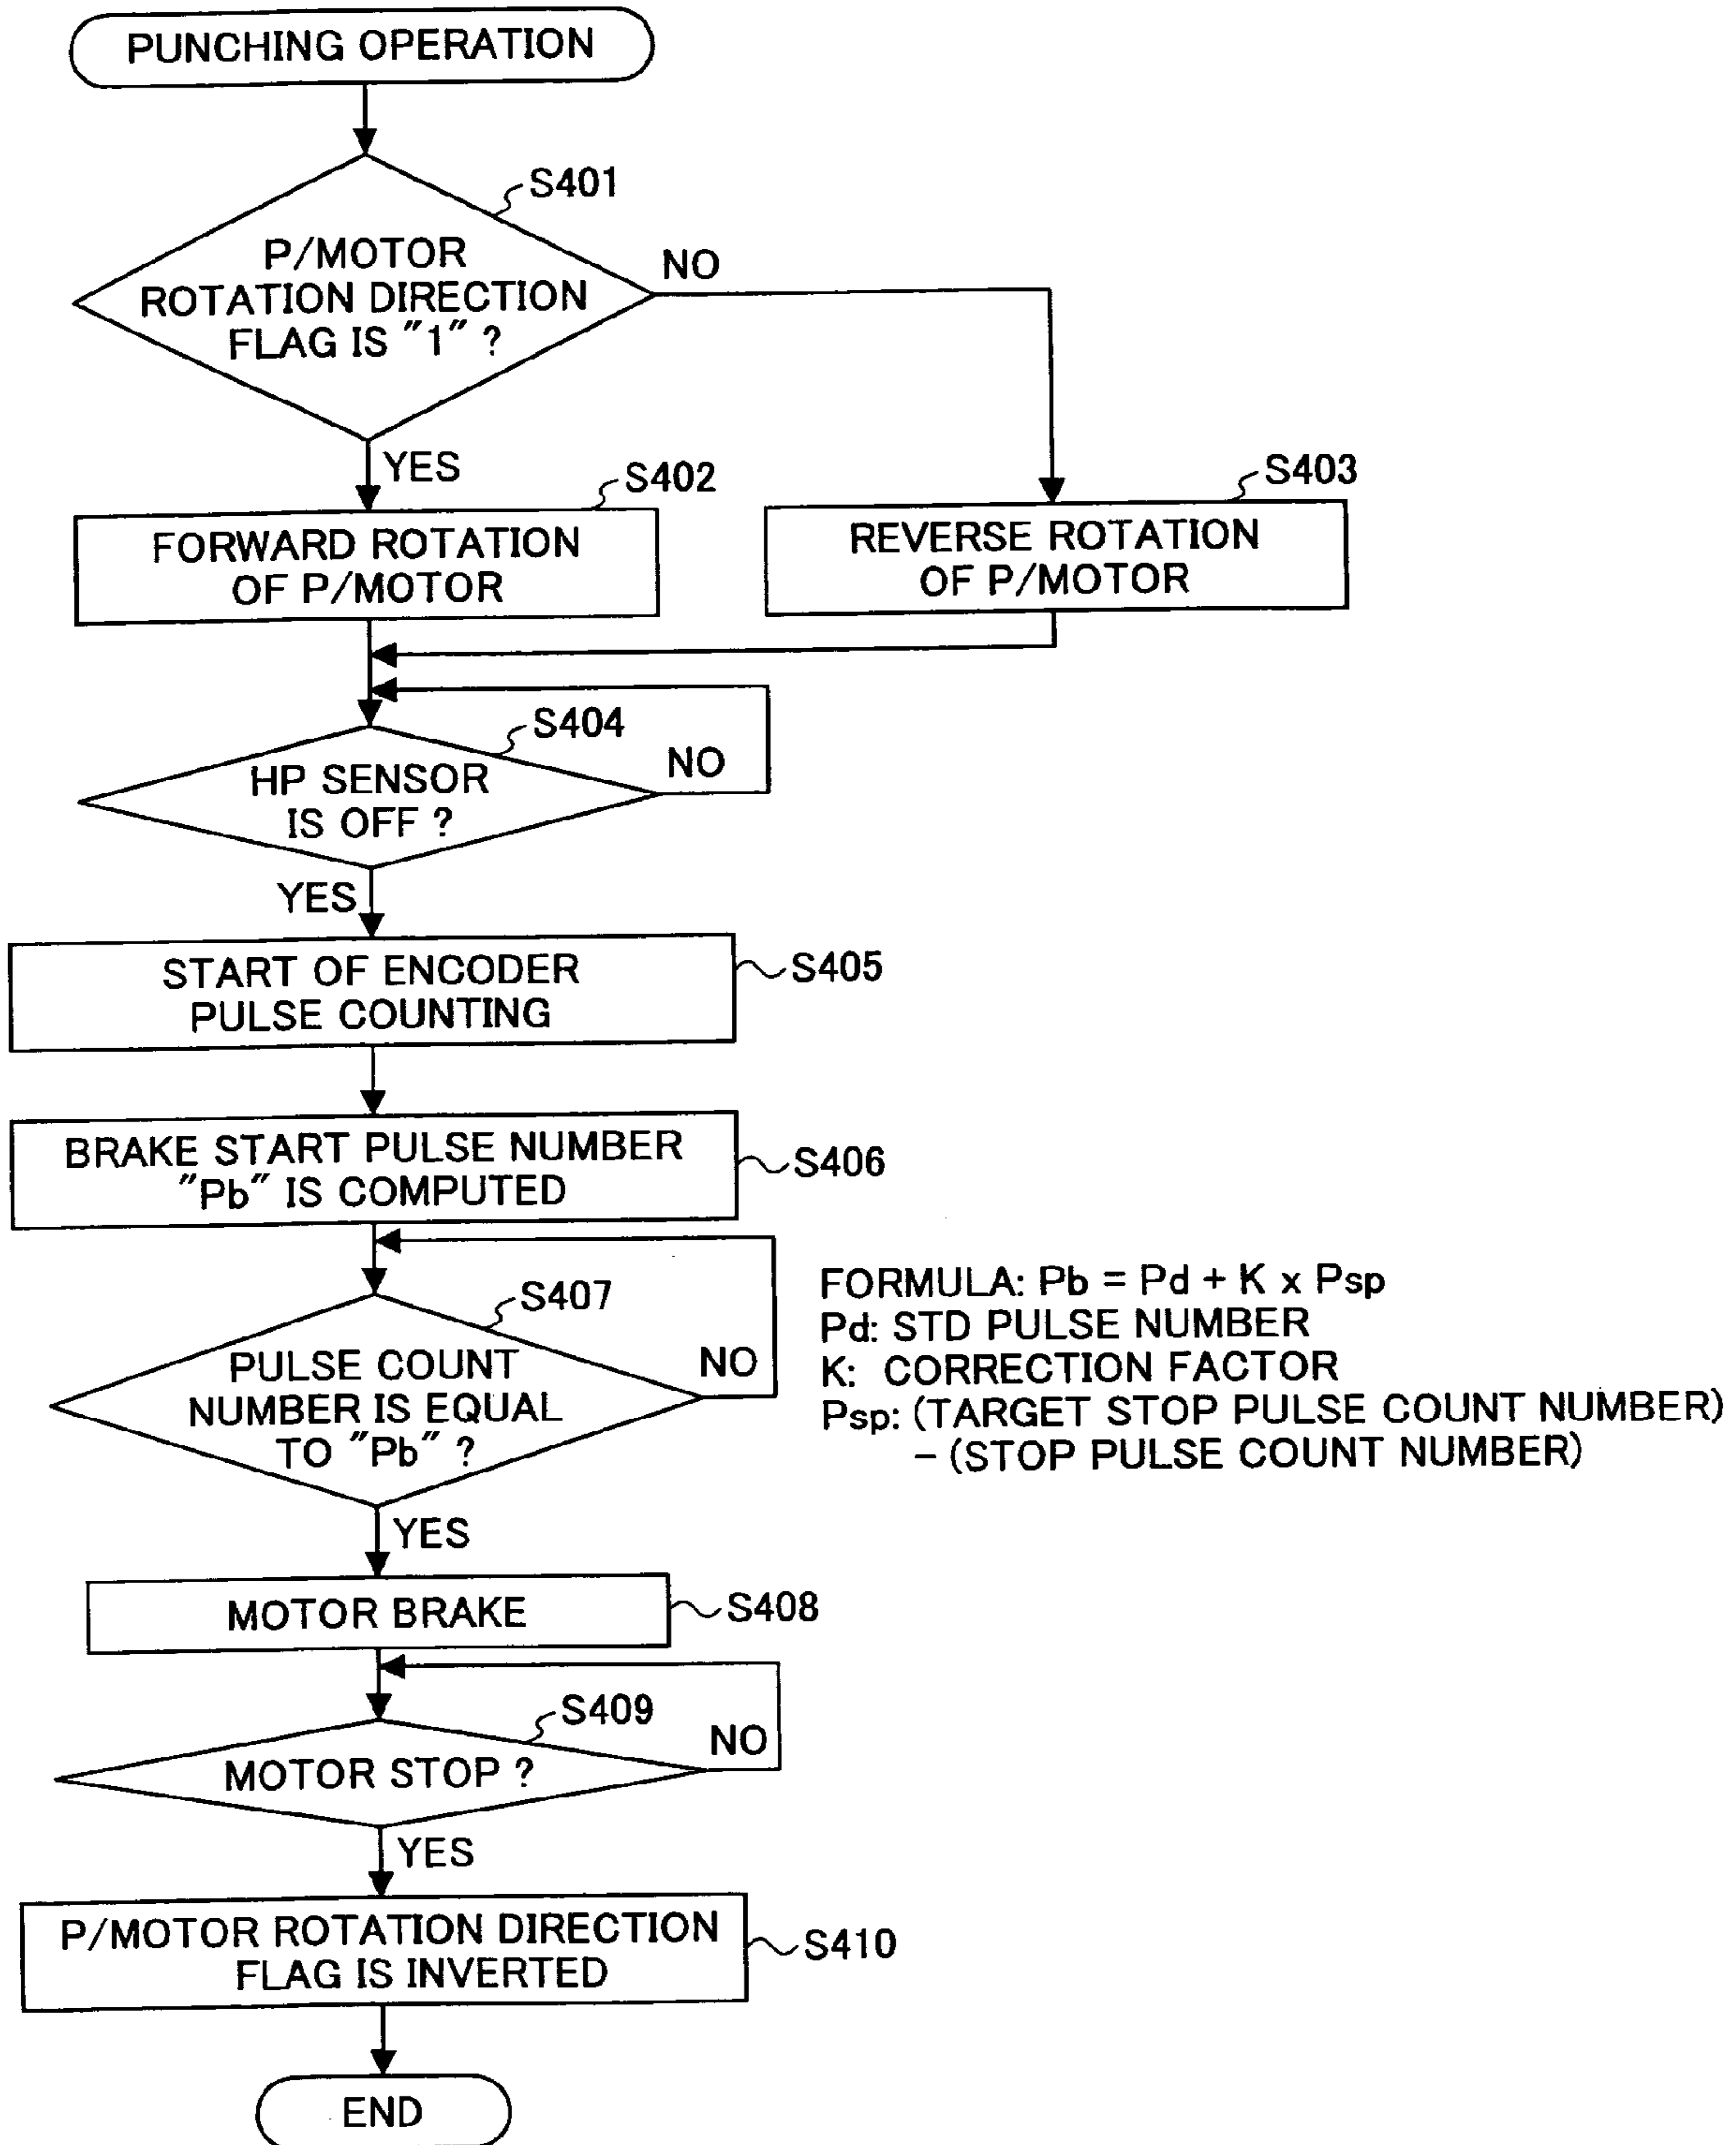 PUNCHING OPERATION
S401
P/MOTOR
ROTATION DIRECTION
FLAG IS "1" ?
NO
YES
S402
S403
FORWARD ROTATION
OF P/MOTOR
REVERSE ROTATION
OF P/MOTOR
S404
HP SENSOR
IS OFF ?
NO
YES
START OF ENCODER
PULSE COUNTING
S405
BRAKE START PULSE NUMBER
"Pb" IS COMPUTED
S406
S407
PULSE COUNT
NUMBER IS EQUAL
TO "Pb" ?
NO
FORMULA: Pb = Pd + K x Psp
Pd: STD PULSE NUMBER
K: CORRECTION FACTOR
Psp: (TARGET STOP PULSE COUNT NUMBER)
- (STOP PULSE COUNT NUMBER)
YES
MOTOR BRAKE
S408
S409
MOTOR STOP ?
NO
YES
P/MOTOR ROTATION DIRECTION
FLAG IS INVERTED
S410
END